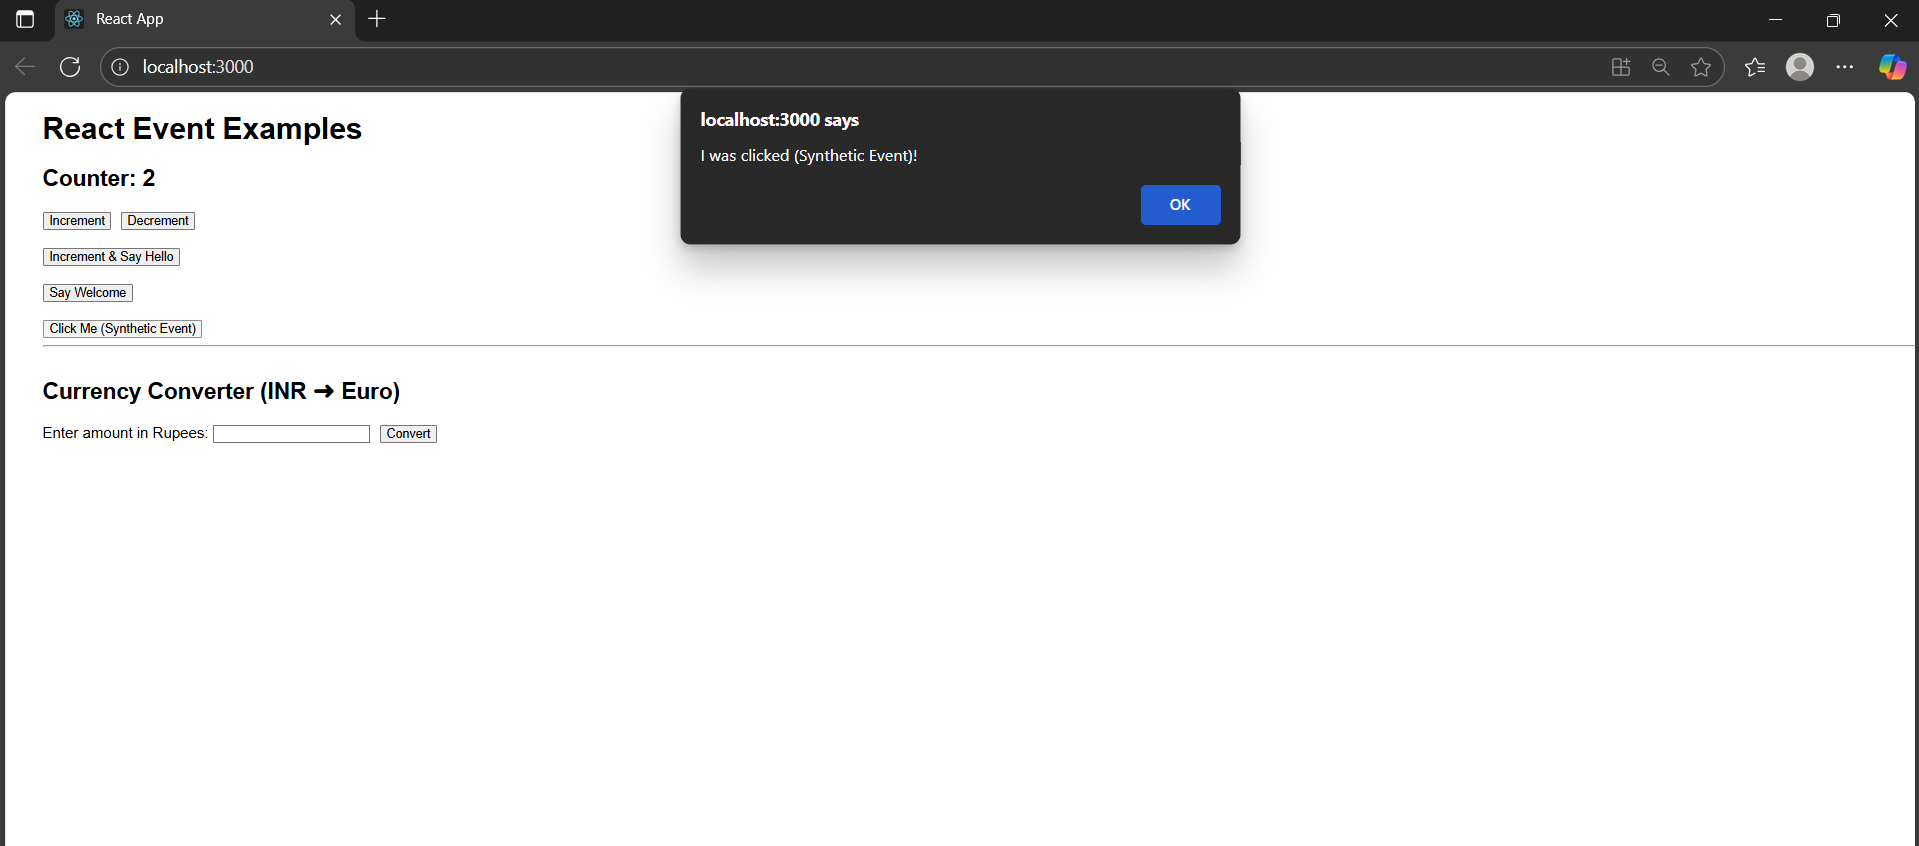 React App
localhost:3000
localhost:3000 says
I was clicked (Synthetic Event)!
OK
React Event Examples
Counter: 2
Increment Decrement
Increment & Say Hello
Say Welcome
Click Me (Synthetic Event)
Currency Converter (INR ➜ Euro)
Enter amount in Rupees: Convert